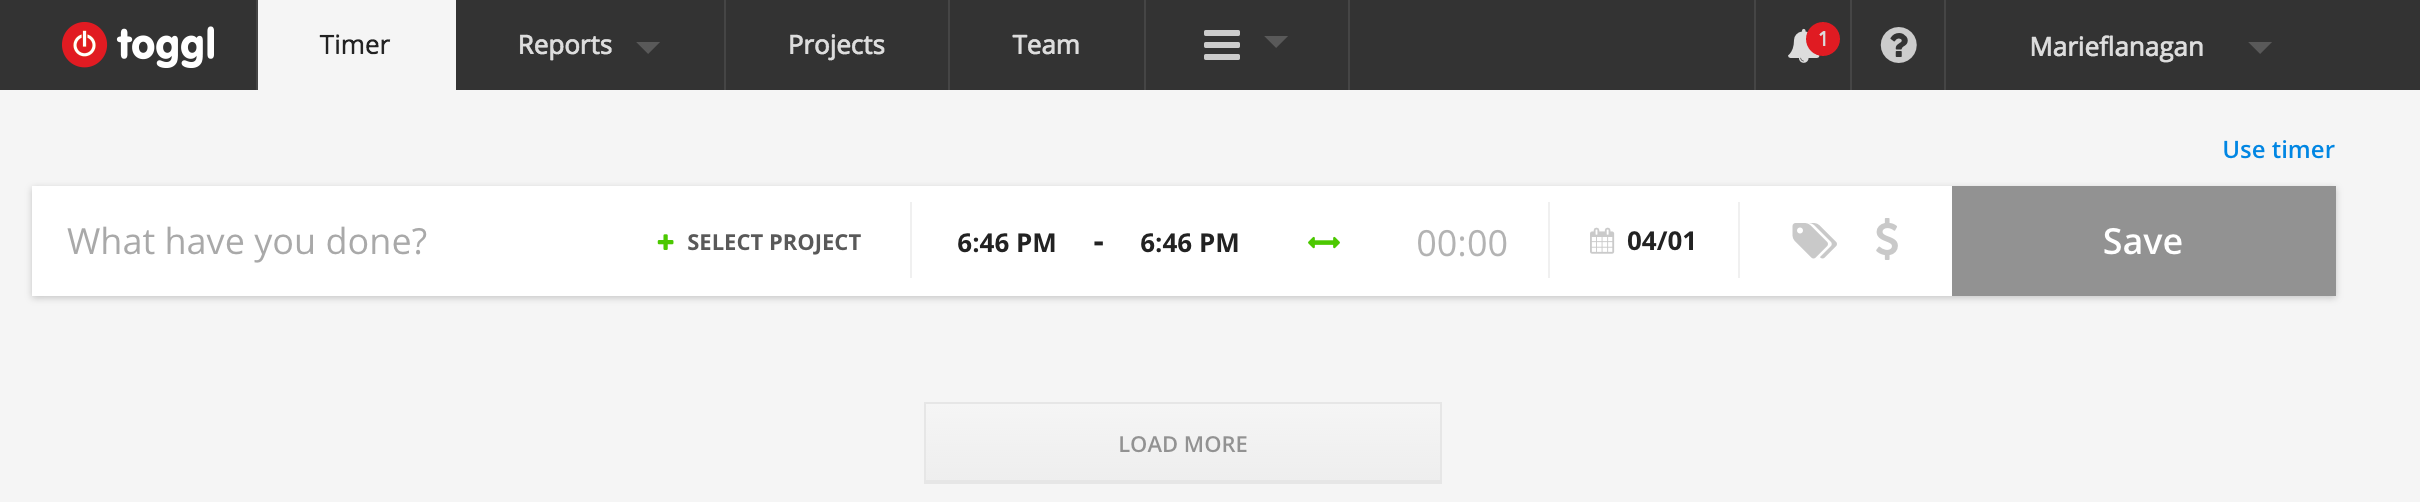 toggl Timer Reports Projects Team 1 ? Marieflanagan
Use timer
What have you done? + SELECT PROJECT 6:46 PM - 6:46 PM 00:00 04/01 $ Save
LOAD MORE